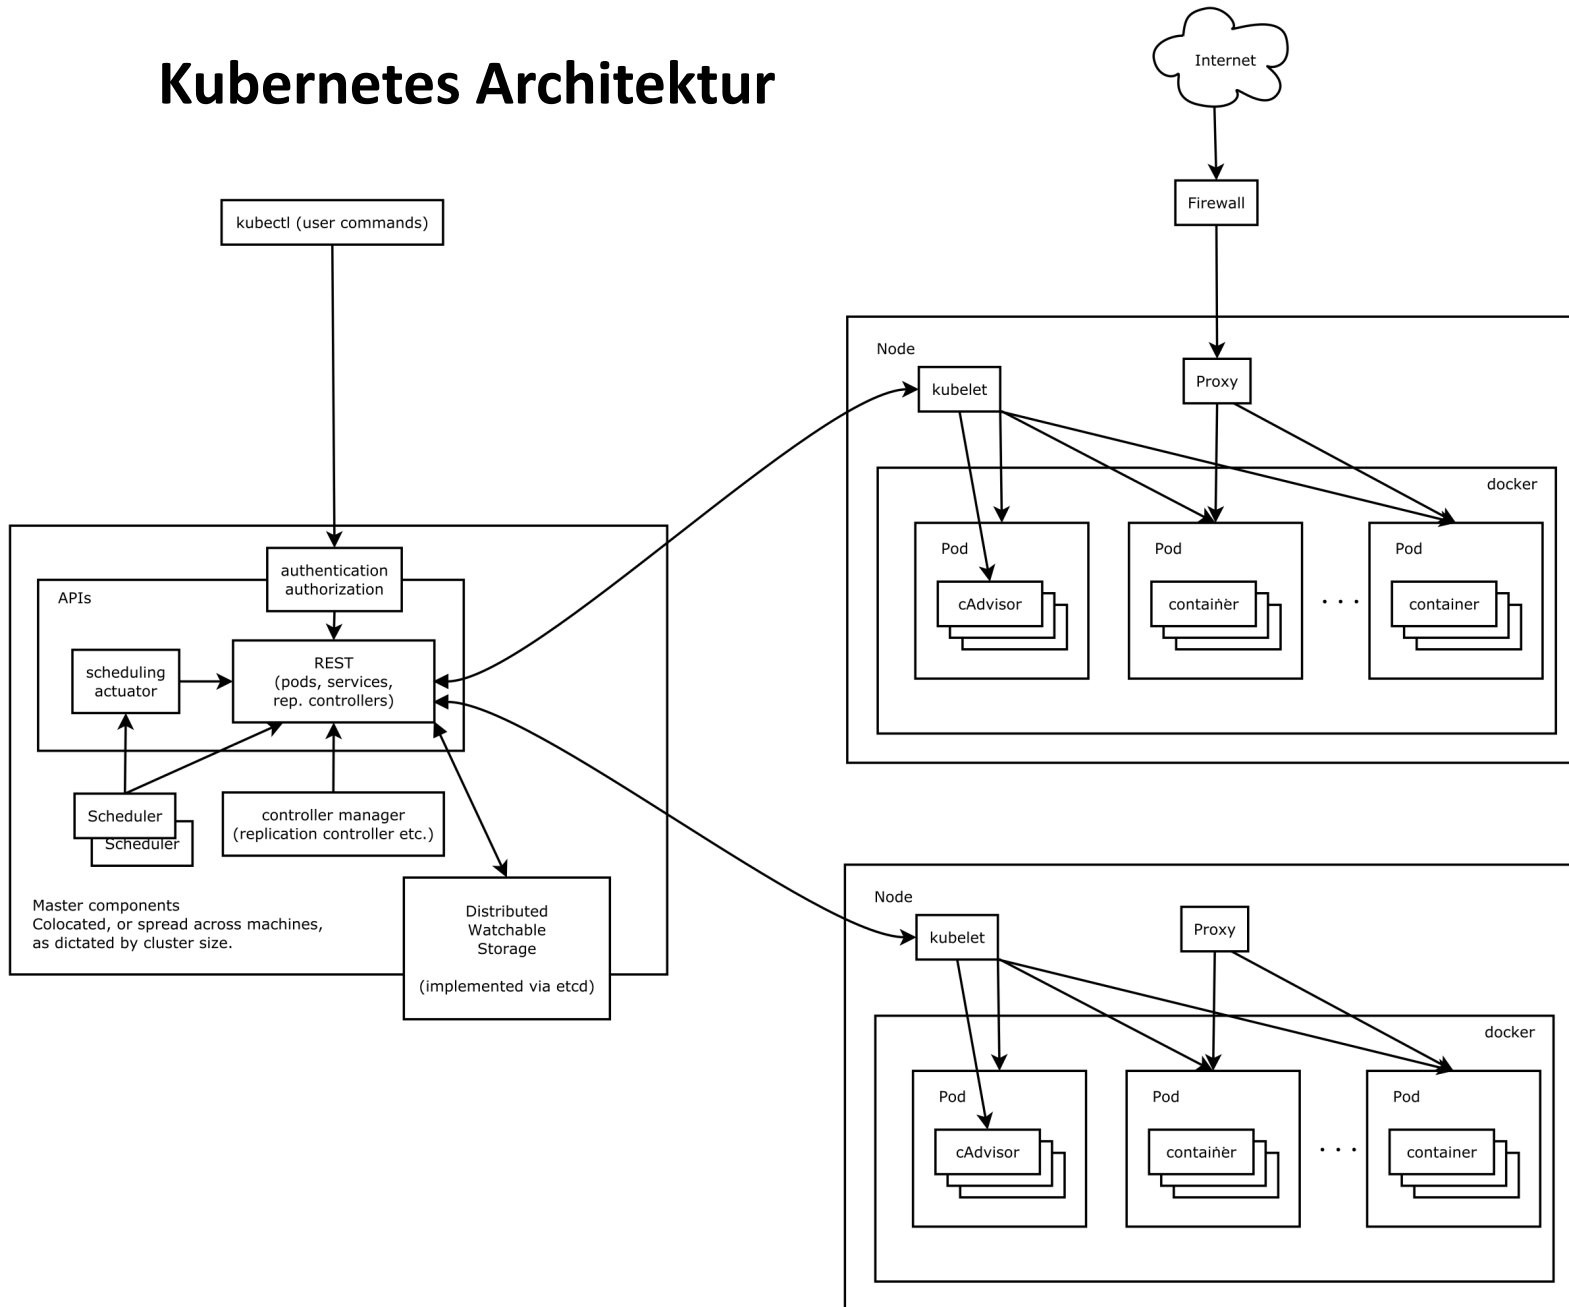 Kubernetes Architektur
Internet
Firewall
kubectl (user commands)
authentication
authorization
APIs
scheduling
actuator
REST
(pods, services,
rep. controllers)
Scheduler
Scheduler
controller manager
(replication controller etc.)
Distributed
Watchable
Storage
(implemented via etcd)
Master components
Colocated, or spread across machines,
as dictated by cluster size.
Node
kubelet
Proxy
docker
Pod
cAdvisor
Pod
container
. . .
Pod
container
Node
kubelet
Proxy
docker
Pod
cAdvisor
Pod
container
. . .
Pod
container